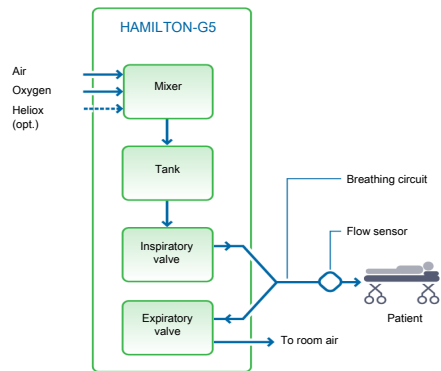 HAMILTON-G5
Air
Oxygen
Heliox
(opt.)
Mixer
Tank
Breathing circuit
Inspiratory
valve
Flow sensor
Expiratory
valve
To room air
Patient